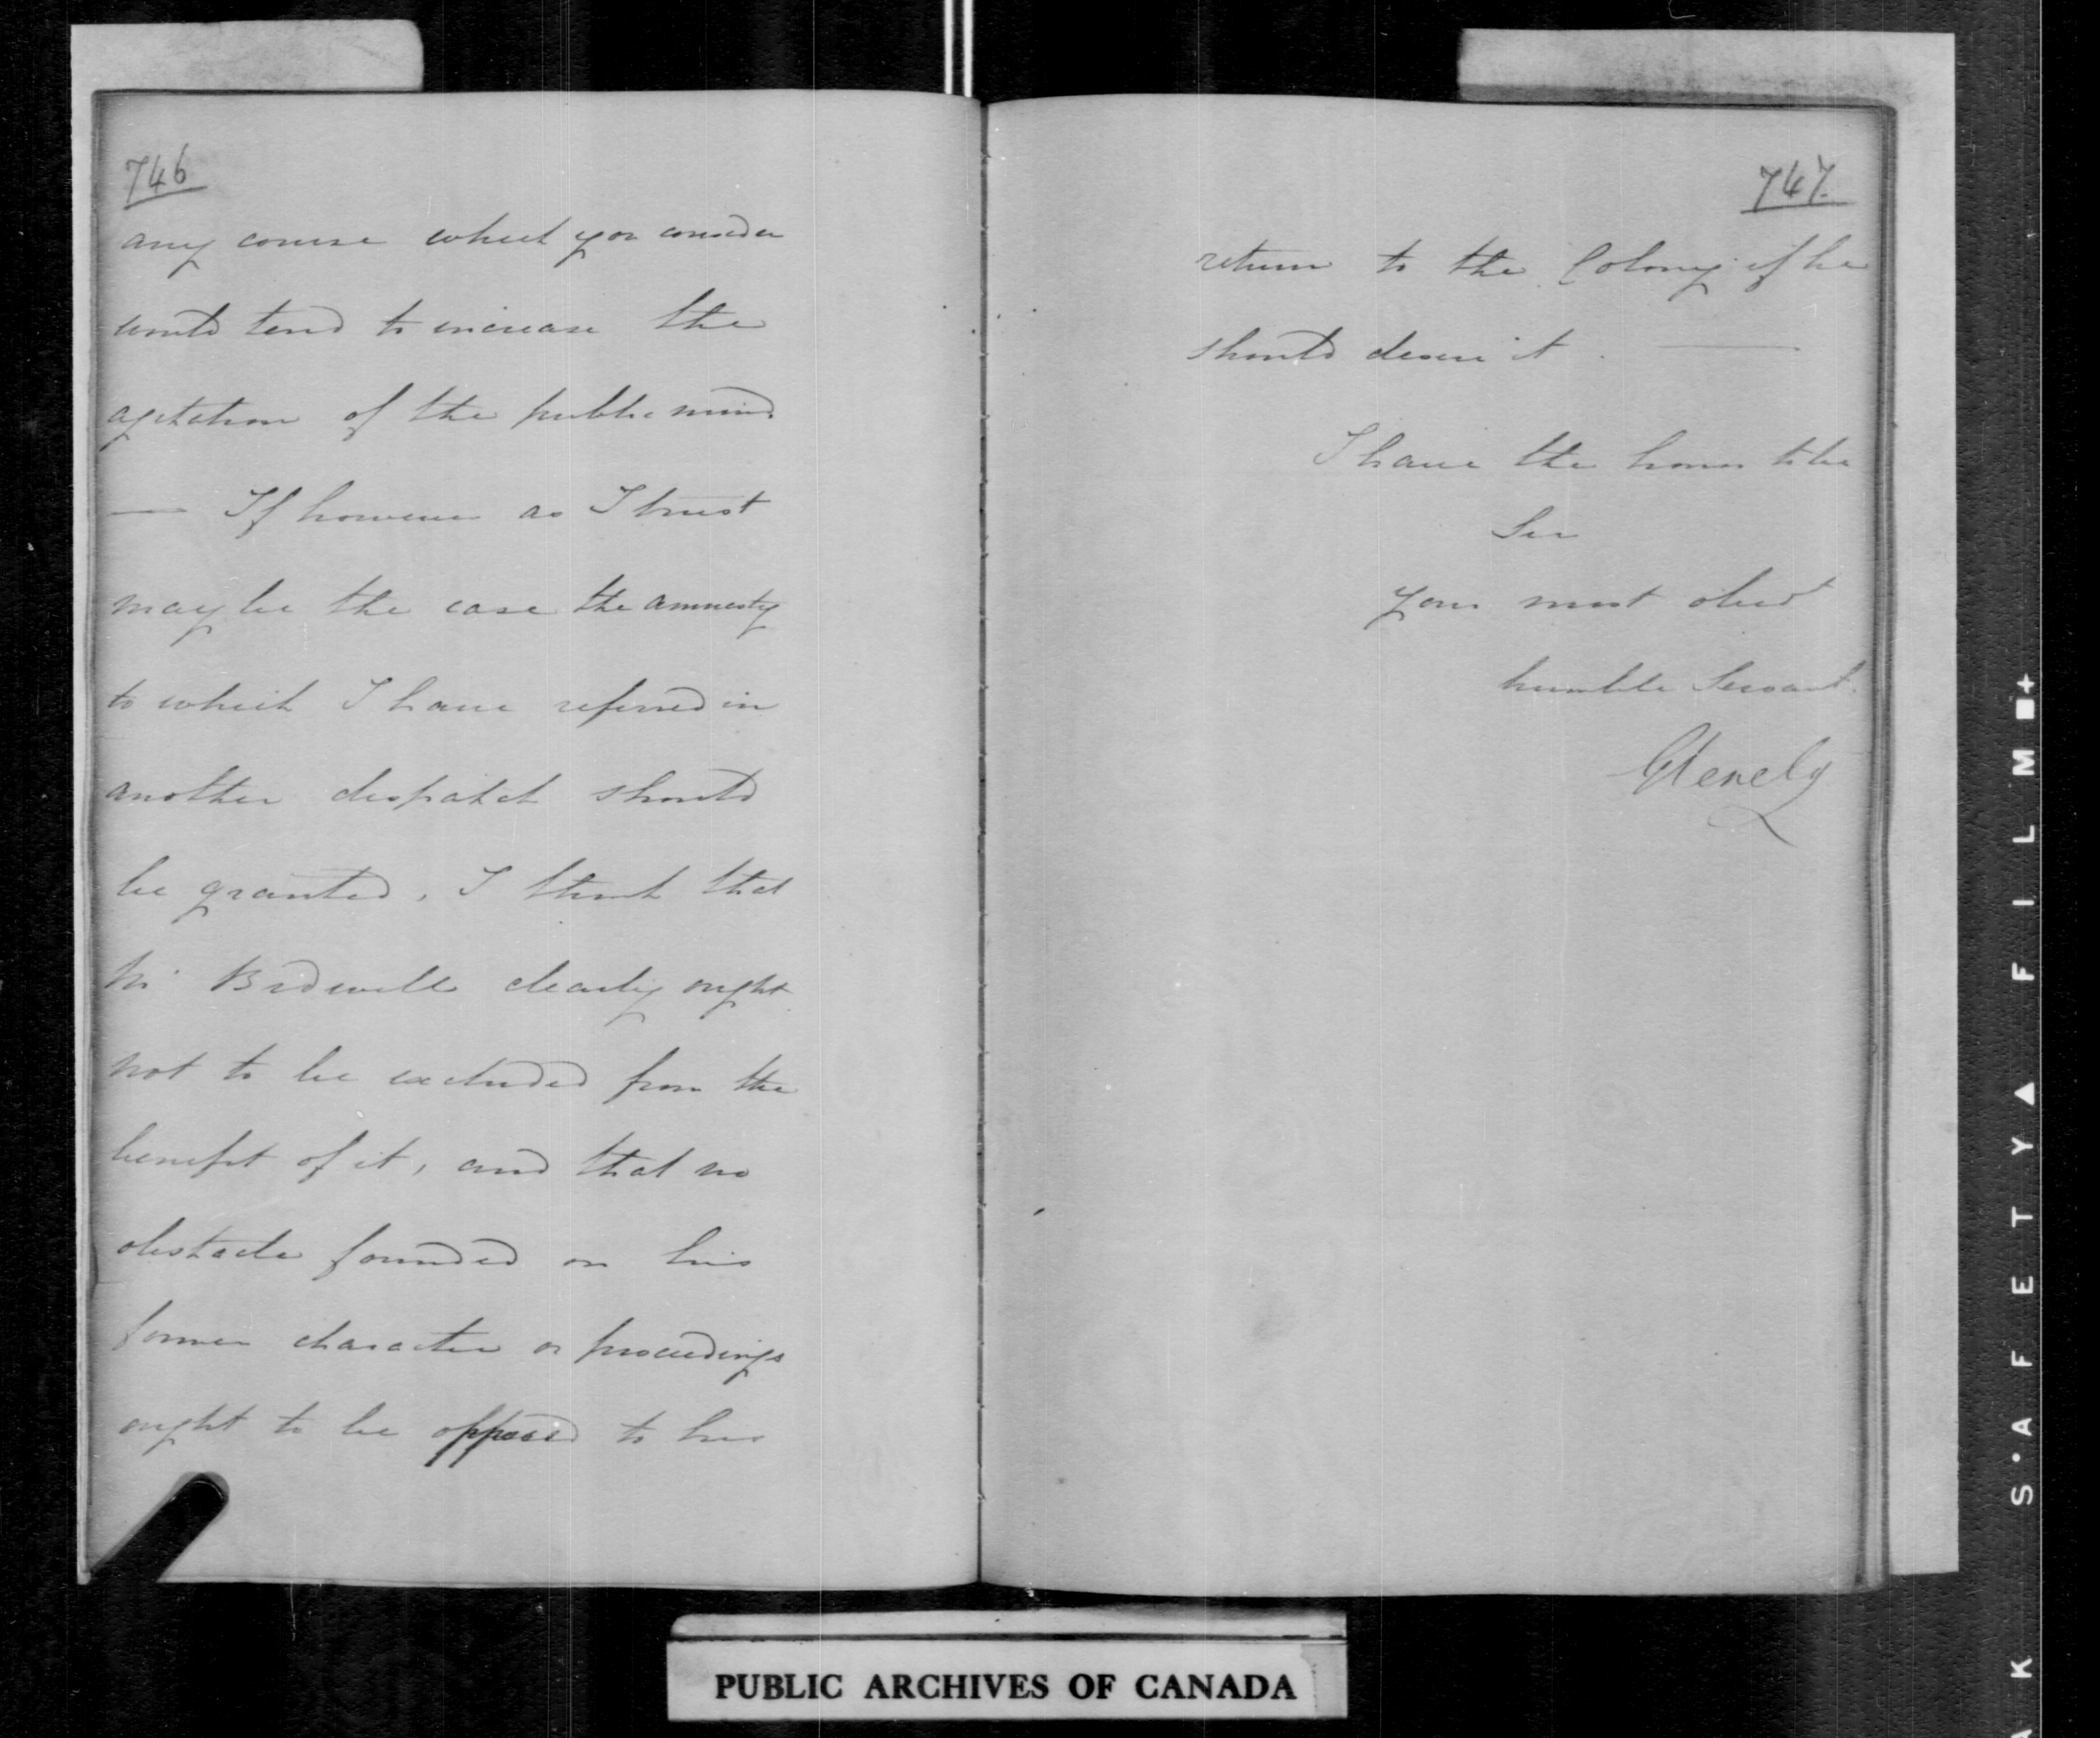 746
any course which you consider
would tend to increase the
agitation of the public mind.
— If however as I trust
may be the case the amnesty
to which I have referred in
another despatch should
be granted, I think that
Mr Bidwell clearly ought
not to be excluded from the
benefit of it, and that no
obstacle founded on his
former character or proceedings
ought to be opposed to his
747.
return to the Colony if he
should desire it. —
I have the honor to be
Sir
your most obedt
humble Servant.
Glenelg
PUBLIC ARCHIVES OF CANADA
K S·AFETY▲FILM■+